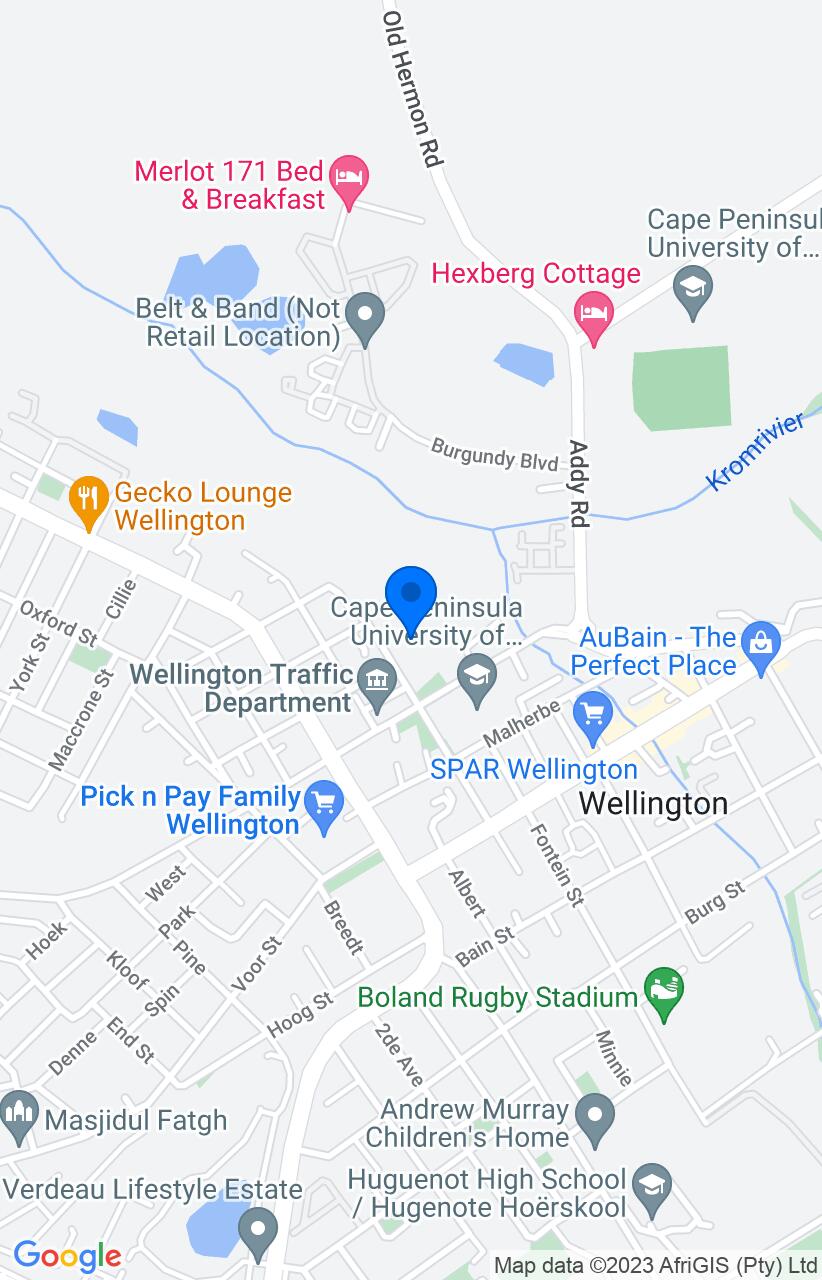 Old Hermon Rd
Merlot 171 Bed
& Breakfast
Cape Peninsul
University of...
Hexberg Cottage
Belt & Band (Not
Retail Location)
Burgundy Blvd
Addy Rd
Kromrivier
Gecko Lounge
Wellington
Cillie
Oxford St
York St
Maccrone St
Cape Peninsula
University of...
AuBain - The
Perfect Place
Wellington Traffic
Department
Malherbe
SPAR Wellington
Pick n Pay Family
Wellington
Wellington
Fontein St
West
Albert
Burg St
Park
Breedt
Hoek
Pine
Voor St
Bain St
Kloof
Spin
Boland Rugby Stadium
Hoog St
End St
Denne
2de Ave
Minnie
Masjidul Fatgh
Andrew Murray
Children's Home
Verdeau Lifestyle Estate
Huguenot High School
/ Hugenote Hoërskool
Google
Map data ©2023 AfriGIS (Pty) Ltd